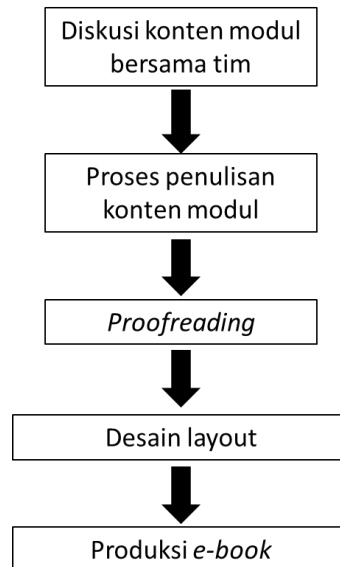 Diskusi konten modul
bersama tim
Proses penulisan
konten modul
Proofreading
Desain layout
Produksi e-book